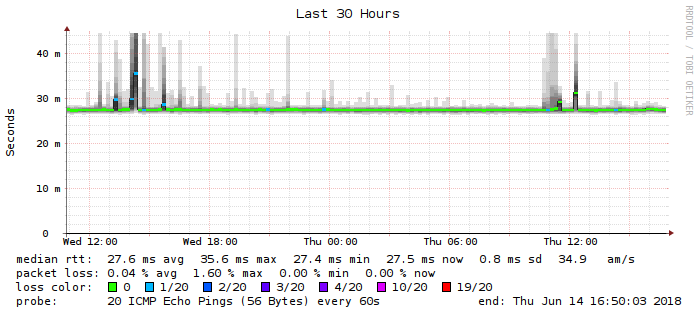 Last 30 Hours
RRDTOOL / TOBI OETIKER
Seconds
40 m
30 m
20 m
10 m
0
Wed 12:00 Wed 18:00 Thu 00:00 Thu 06:00 Thu 12:00
median rtt: 27.6 ms avg 35.6 ms max 27.4 ms min 27.5 ms now 0.8 ms sd 34.9 am/s
packet loss: 0.04 % avg 1.60 % max 0.00 % min 0.00 % now
loss color: 0 1/20 2/20 3/20 4/20 10/20 19/20
probe: 20 ICMP Echo Pings (56 Bytes) every 60s end: Thu Jun 14 16:50:03 2018